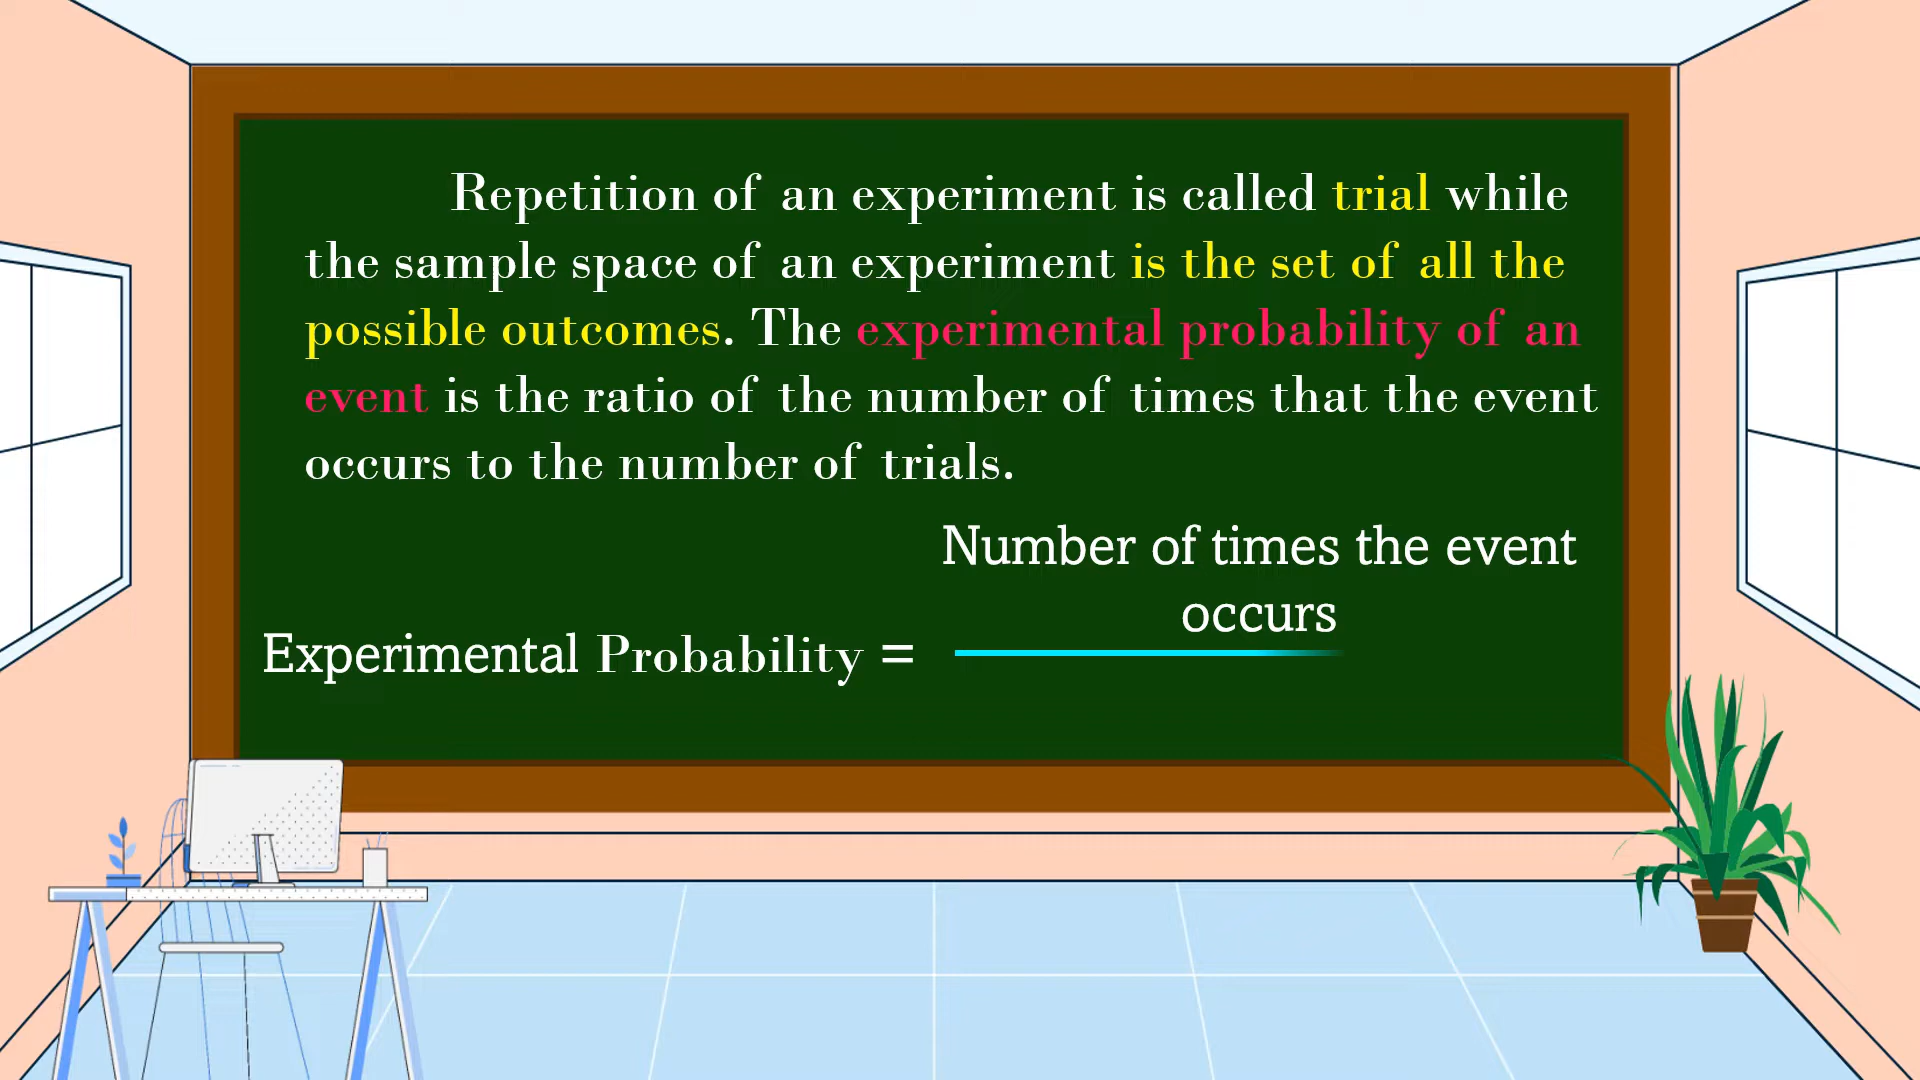 Repetition of an experiment is called trial while
the sample space of an experiment is the set of all the
possible outcomes. The experimental probability of an
event is the ratio of the number of times that the event
occurs to the number of trials.
Number of times the event
occurs
Experimental Probability =